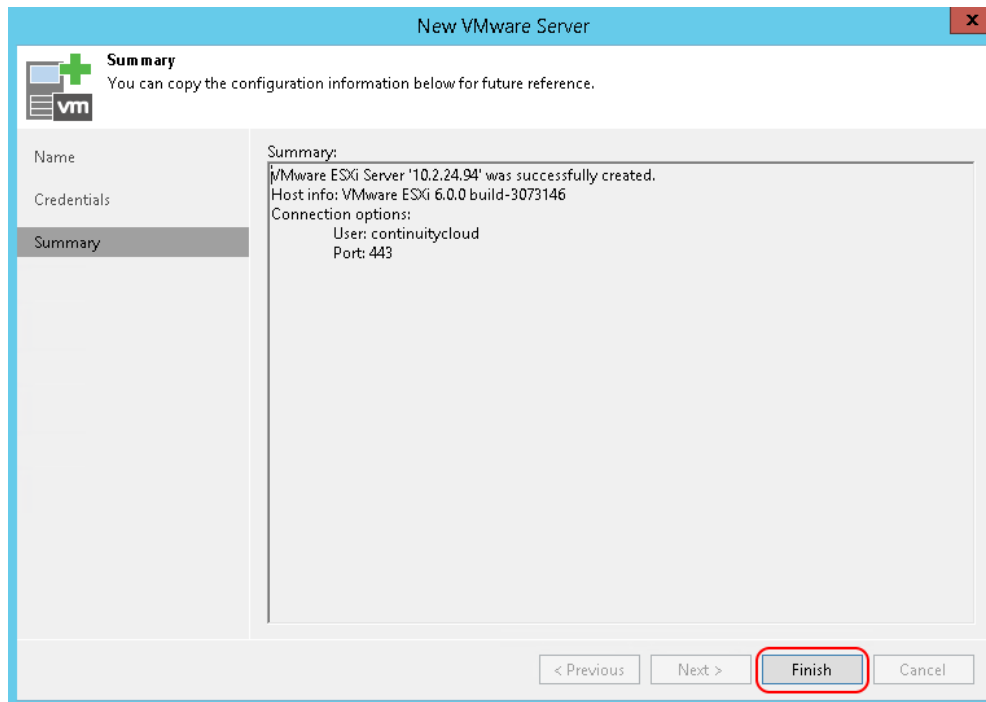 New VMware Server
x
Summary
You can copy the configuration information below for future reference.
vm
Name
Credentials
Summary
Summary:
VMware ESXi Server '10.2.24.94' was successfully created.
Host info: VMware ESXi 6.0.0 build-3073146
Connection options:
User: continuitycloud
Port: 443
< Previous
Next >
Finish
Cancel